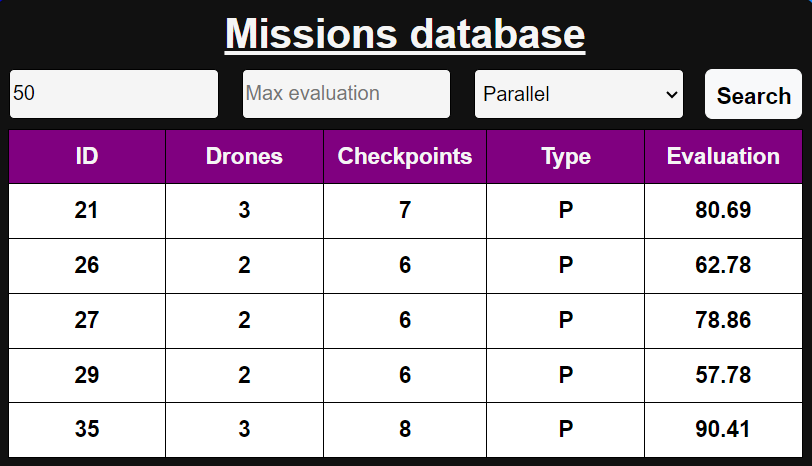 Missions database
50 Max evaluation Parallel Search
ID Drones Checkpoints Type Evaluation
21 3 7 P 80.69
26 2 6 P 62.78
27 2 6 P 78.86
29 2 6 P 57.78
35 3 8 P 90.41